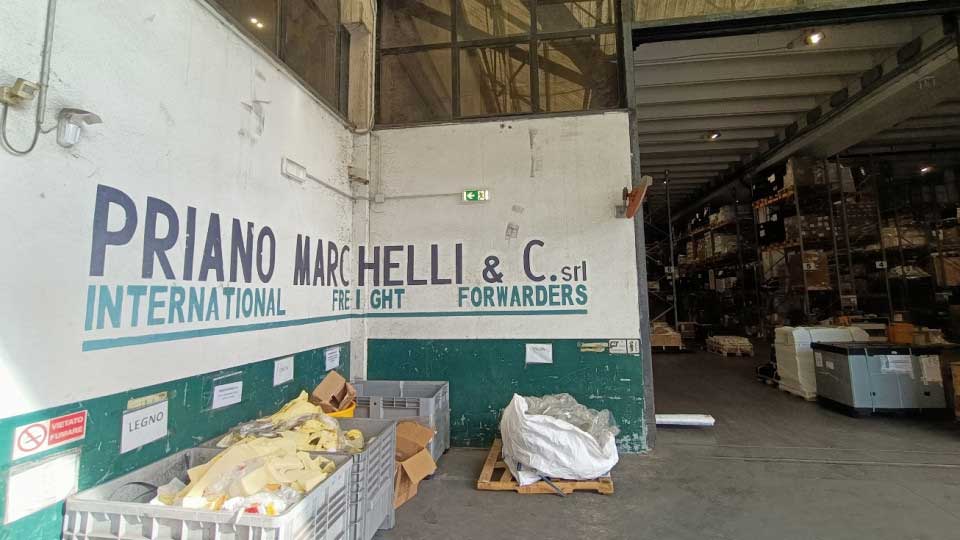 PRIANO MARCHELLI & C. srl
INTERNATIONAL FREIGHT FORWARDERS
VIETATO FUMARE
LEGNO